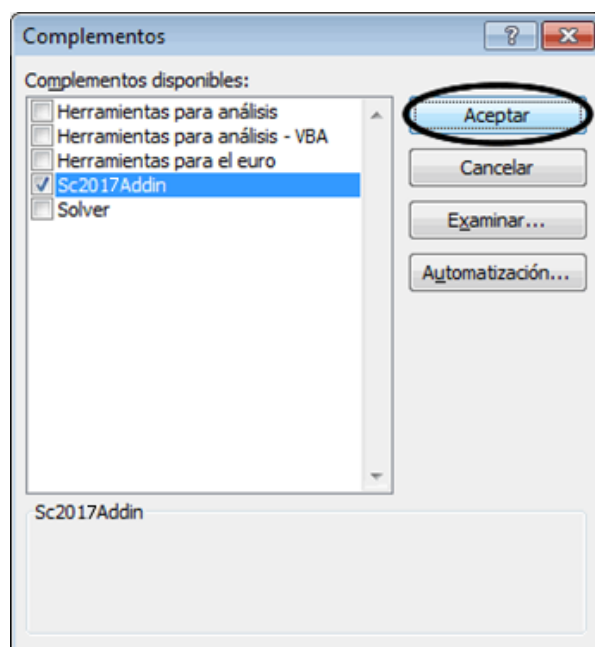 Complementos
Complementos disponibles:
Herramientas para análisis
Herramientas para análisis - VBA
Herramientas para el euro
Sc2017Addin
Solver
Aceptar
Cancelar
Examinar...
Automatización...
Sc2017Addin